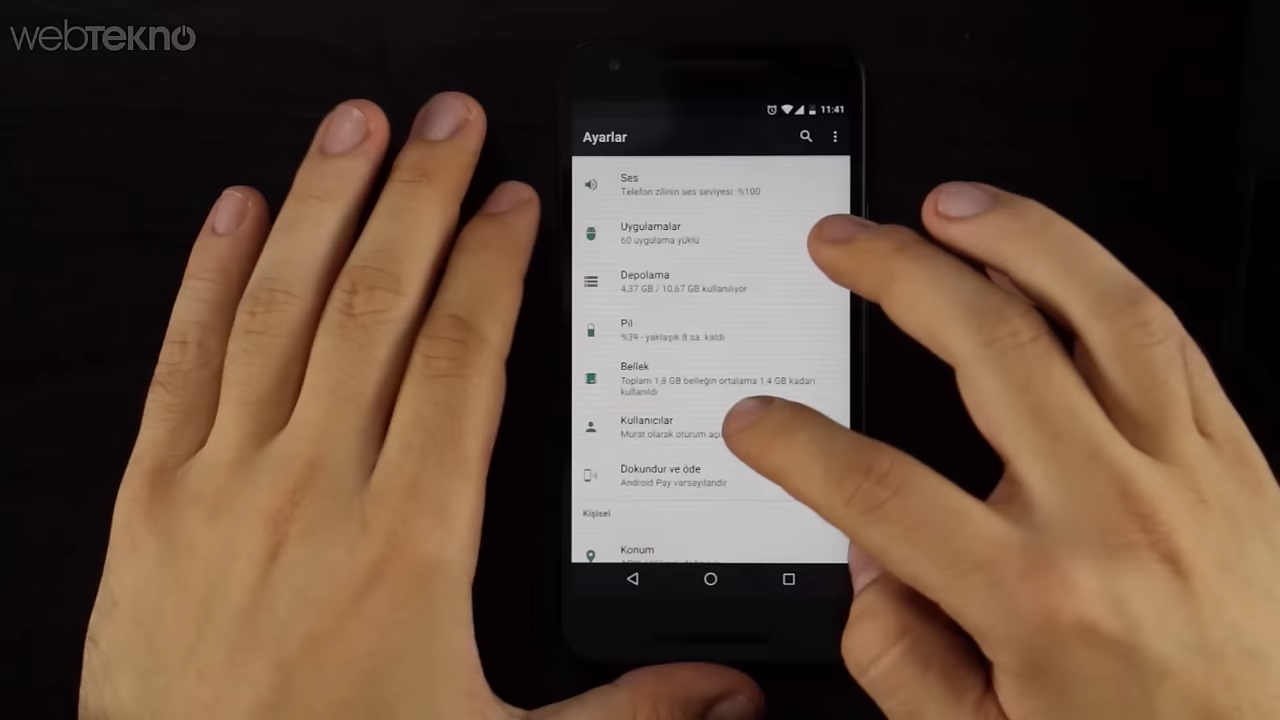 webTEKNO
11:41
Ayarlar
Ses
Telefon zilinin ses seviyesi: %100
Uygulamalar
60 uygulama yüklü
Depolama
4,37 GB / 10,67 GB kullanılıyor
Pil
%39 - yaklaşık 8 sa. kaldı
Bellek
Toplam 1,8 GB belleğin ortalama 1,4 GB kadarı
kullanıldı
Kullanıcılar
Murat olarak oturum
Dokundur ve öde
Android Pay varsayılandır
Kişisel
Konum